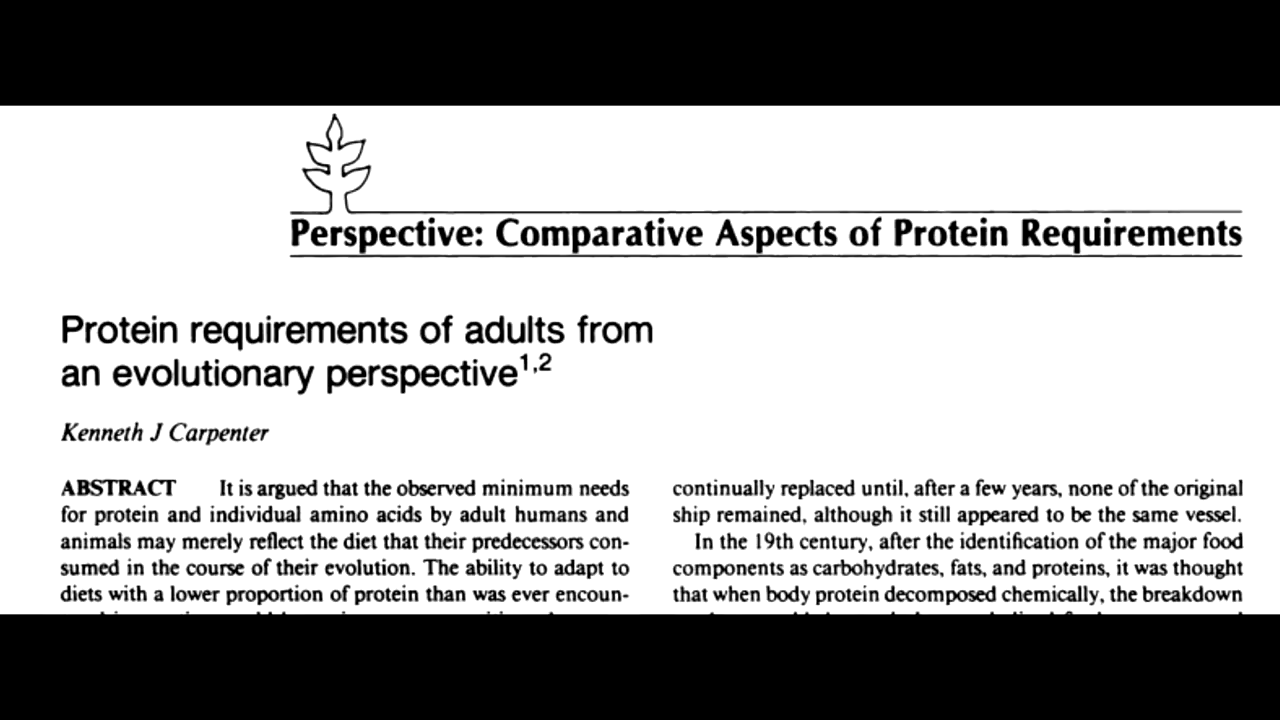 Perspective: Comparative Aspects of Protein Requirements
Protein requirements of adults from
an evolutionary perspective1,2
Kenneth J Carpenter
ABSTRACT It is argued that the observed minimum needs
for protein and individual amino acids by adult humans and
animals may merely reflect the diet that their predecessors con-
sumed in the course of their evolution. The ability to adapt to
diets with a lower proportion of protein than was ever encoun-
continually replaced until, after a few years, none of the original
ship remained, although it still appeared to be the same vessel.
In the 19th century, after the identification of the major food
components as carbohydrates, fats, and proteins, it was thought
that when body protein decomposed chemically, the breakdown